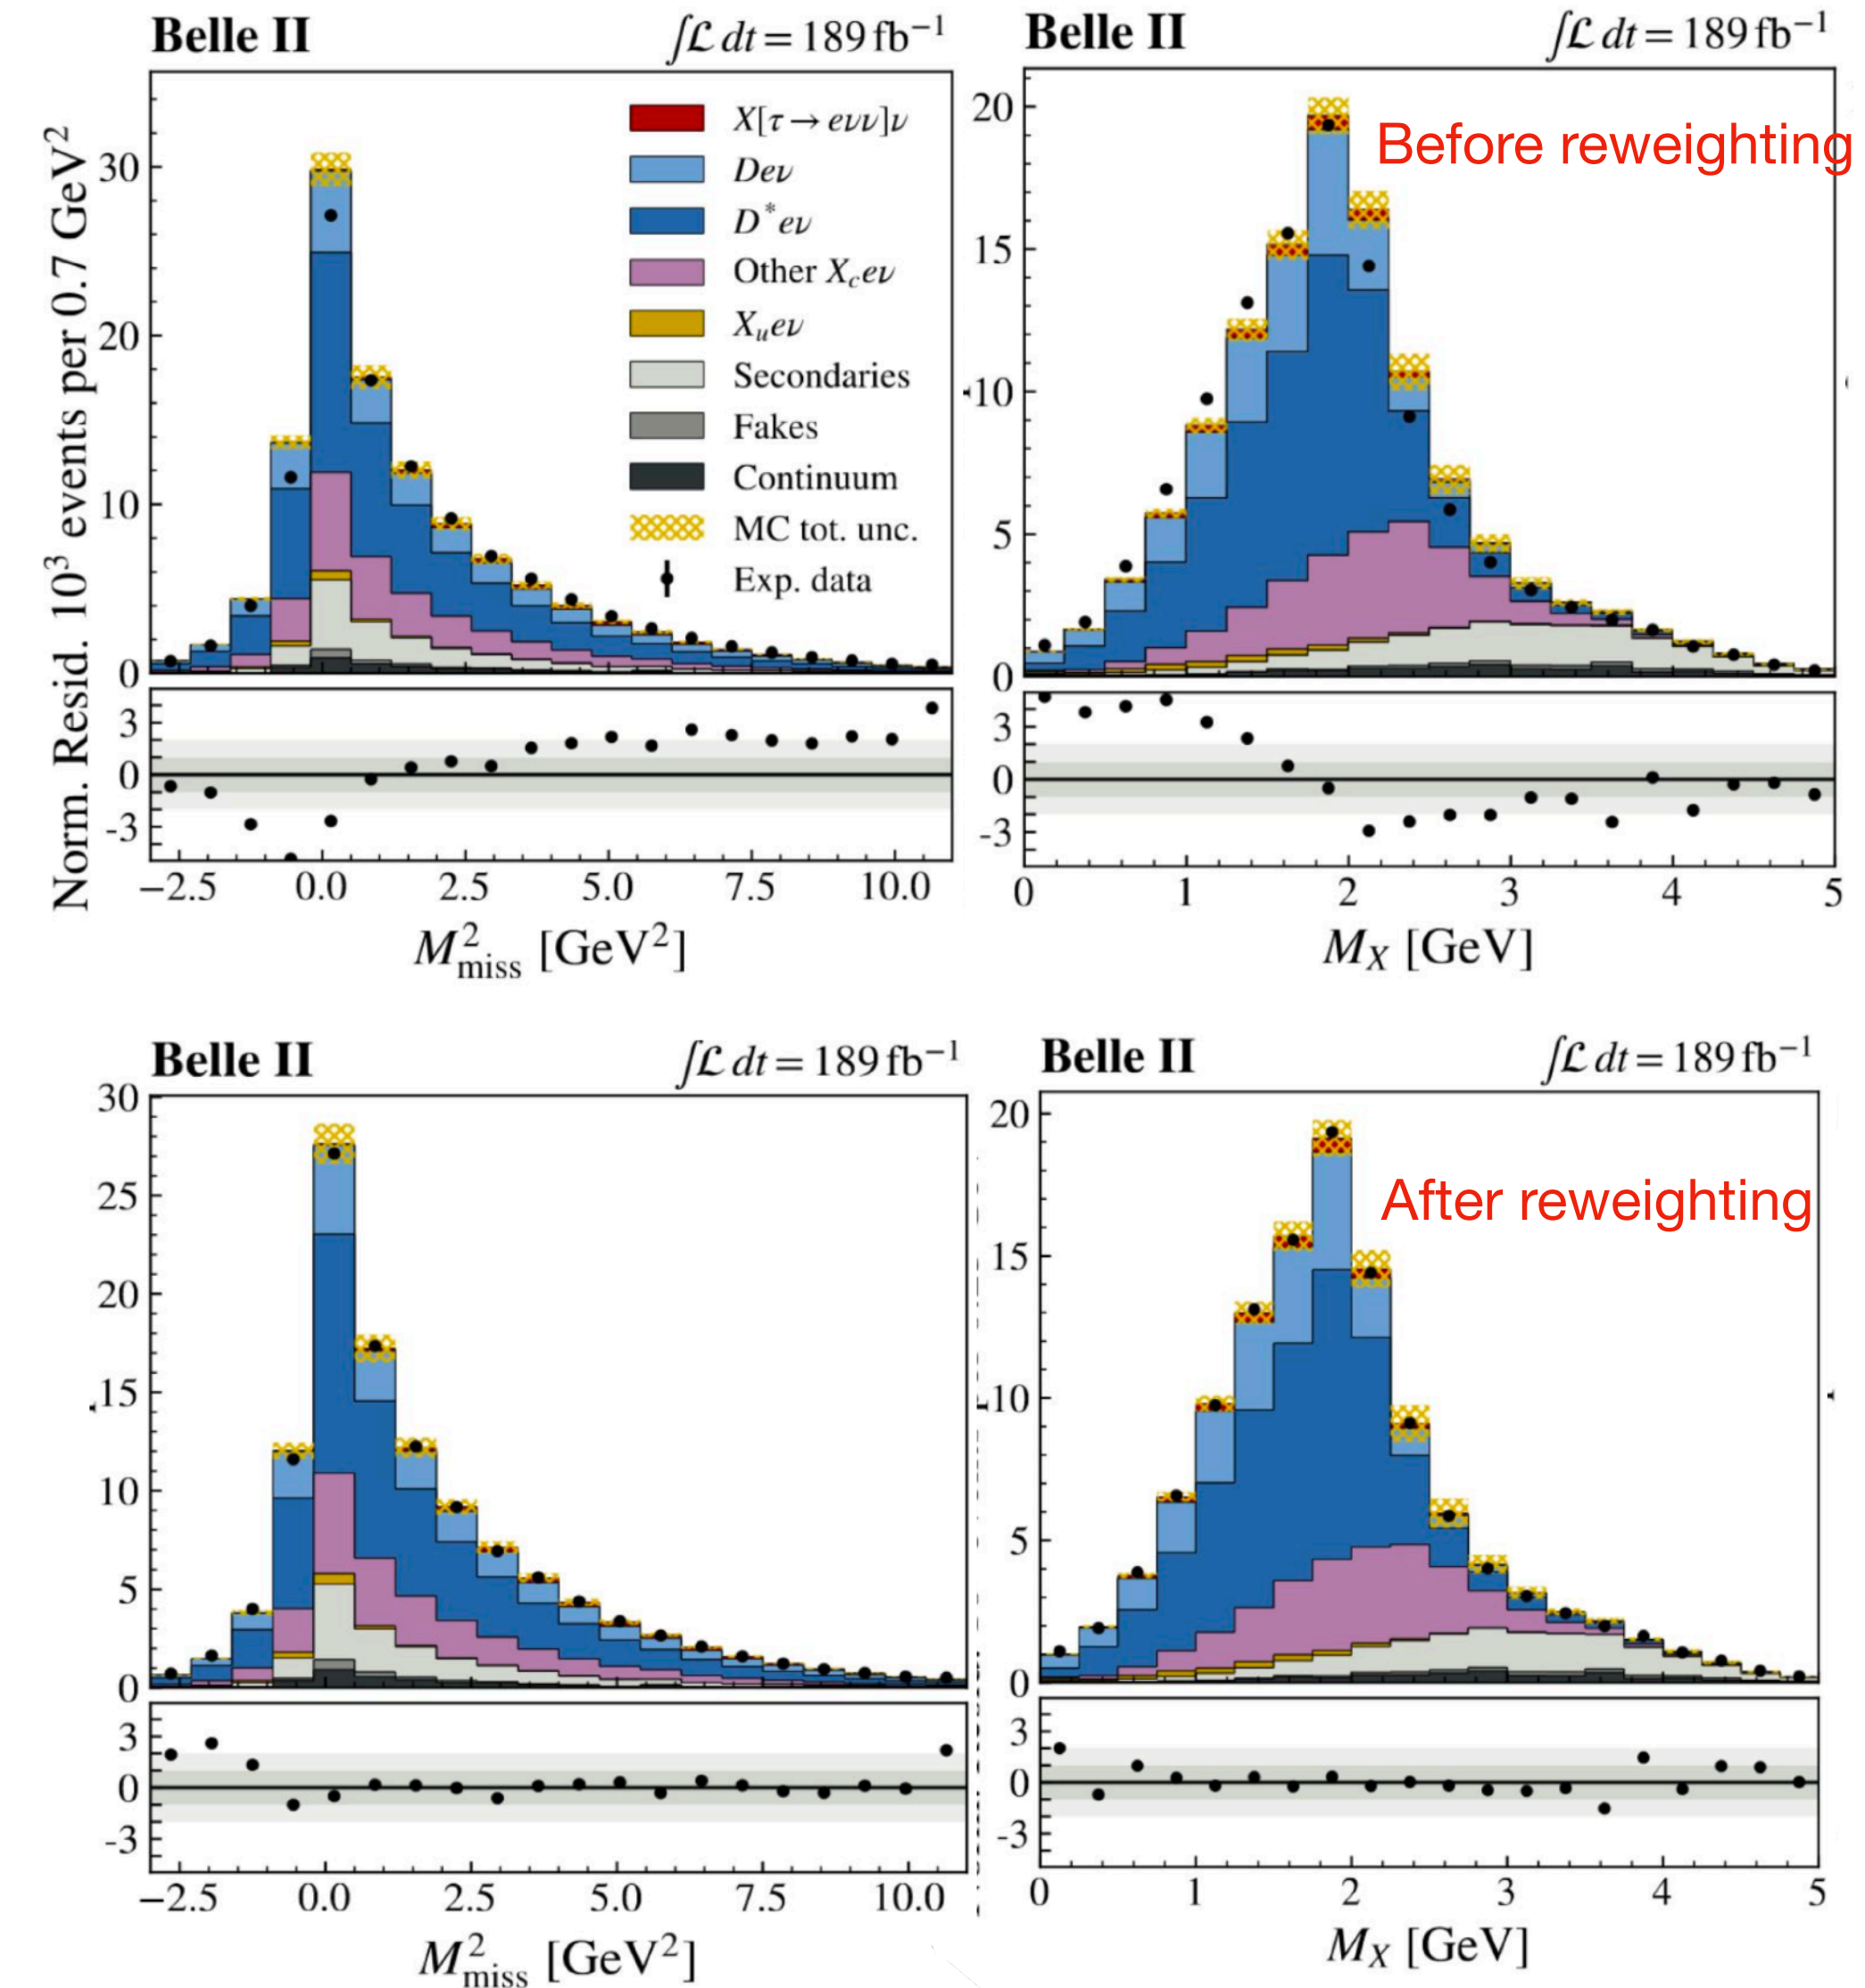 Belle II ∫ℒ dt = 189 fb⁻¹
Norm. Resid. 10³ events per 0.7 GeV²
30
20
10
0
X[τ → eνν]ν
Deν
D*eν
Other X_c eν
X_u eν
Secondaries
Fakes
Continuum
MC tot. unc.
Exp. data
3
0
-3
−2.5 0.0 2.5 5.0 7.5 10.0
M²_miss [GeV²]
Belle II ∫ℒ dt = 189 fb⁻¹
Before reweighting
20
15
10
5
0
3
0
-3
0 1 2 3 4 5
M_X [GeV]
Belle II ∫ℒ dt = 189 fb⁻¹
30
25
20
15
10
5
0
3
0
-3
−2.5 0.0 2.5 5.0 7.5 10.0
M²_miss [GeV²]
Belle II ∫ℒ dt = 189 fb⁻¹
After reweighting
20
15
10
5
0
3
0
-3
0 1 2 3 4 5
M_X [GeV]